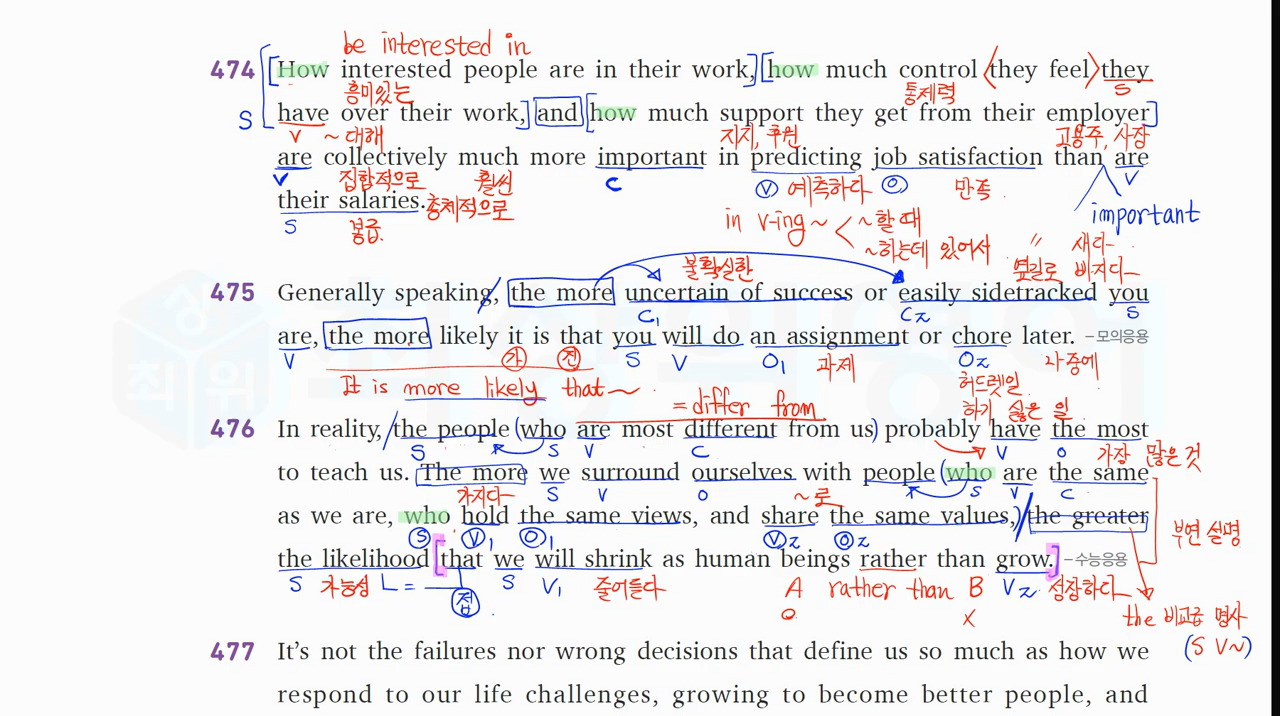 be interested in
474 How interested people are in their work, how much control they feel they
흥미있는 통제력 S
S have over their work, and how much support they get from their employer
V ~ 대해 지지, 후원 고용주, 사장
are collectively much more important in predicting job satisfaction than are
V 집합적으로 훨씬 C V 예측하다 O 만족 V
their salaries. 총체적으로
S 봉급.
in v-ing ~ < ~할 때 important
~하는데 있어서 〃 새다
불확실한 옆길로 빠지다
475 Generally speaking, the more uncertain of success or easily sidetracked you
C1 C2 S
are, the more likely it is that you will do an assignment or chore later. – 모의응용
V 가 진 S V O1 과제 O2 나중에
It is more likely that ~ 허드렛일
= differ from 하기 싫은 일
476 In reality, the people (who are most different from us) probably have the most
S S V C V O 가장 많은 것
to teach us. The more we surround ourselves with people (who are the same
가지다 S V O ~로 S V C
as we are, who hold the same views, and share the same values,) the greater
S V1 O1 V2 O2 부연 설명
the likelihood [that we will shrink as human beings rather than grow.] – 수능응용
S 가능성 L = 접 S V1 줄어들다 A rather than B V2 성장하다
O X the 비교급 명사
(S V ~)
477 It's not the failures nor wrong decisions that define us so much as how we
respond to our life challenges, growing to become better people, and